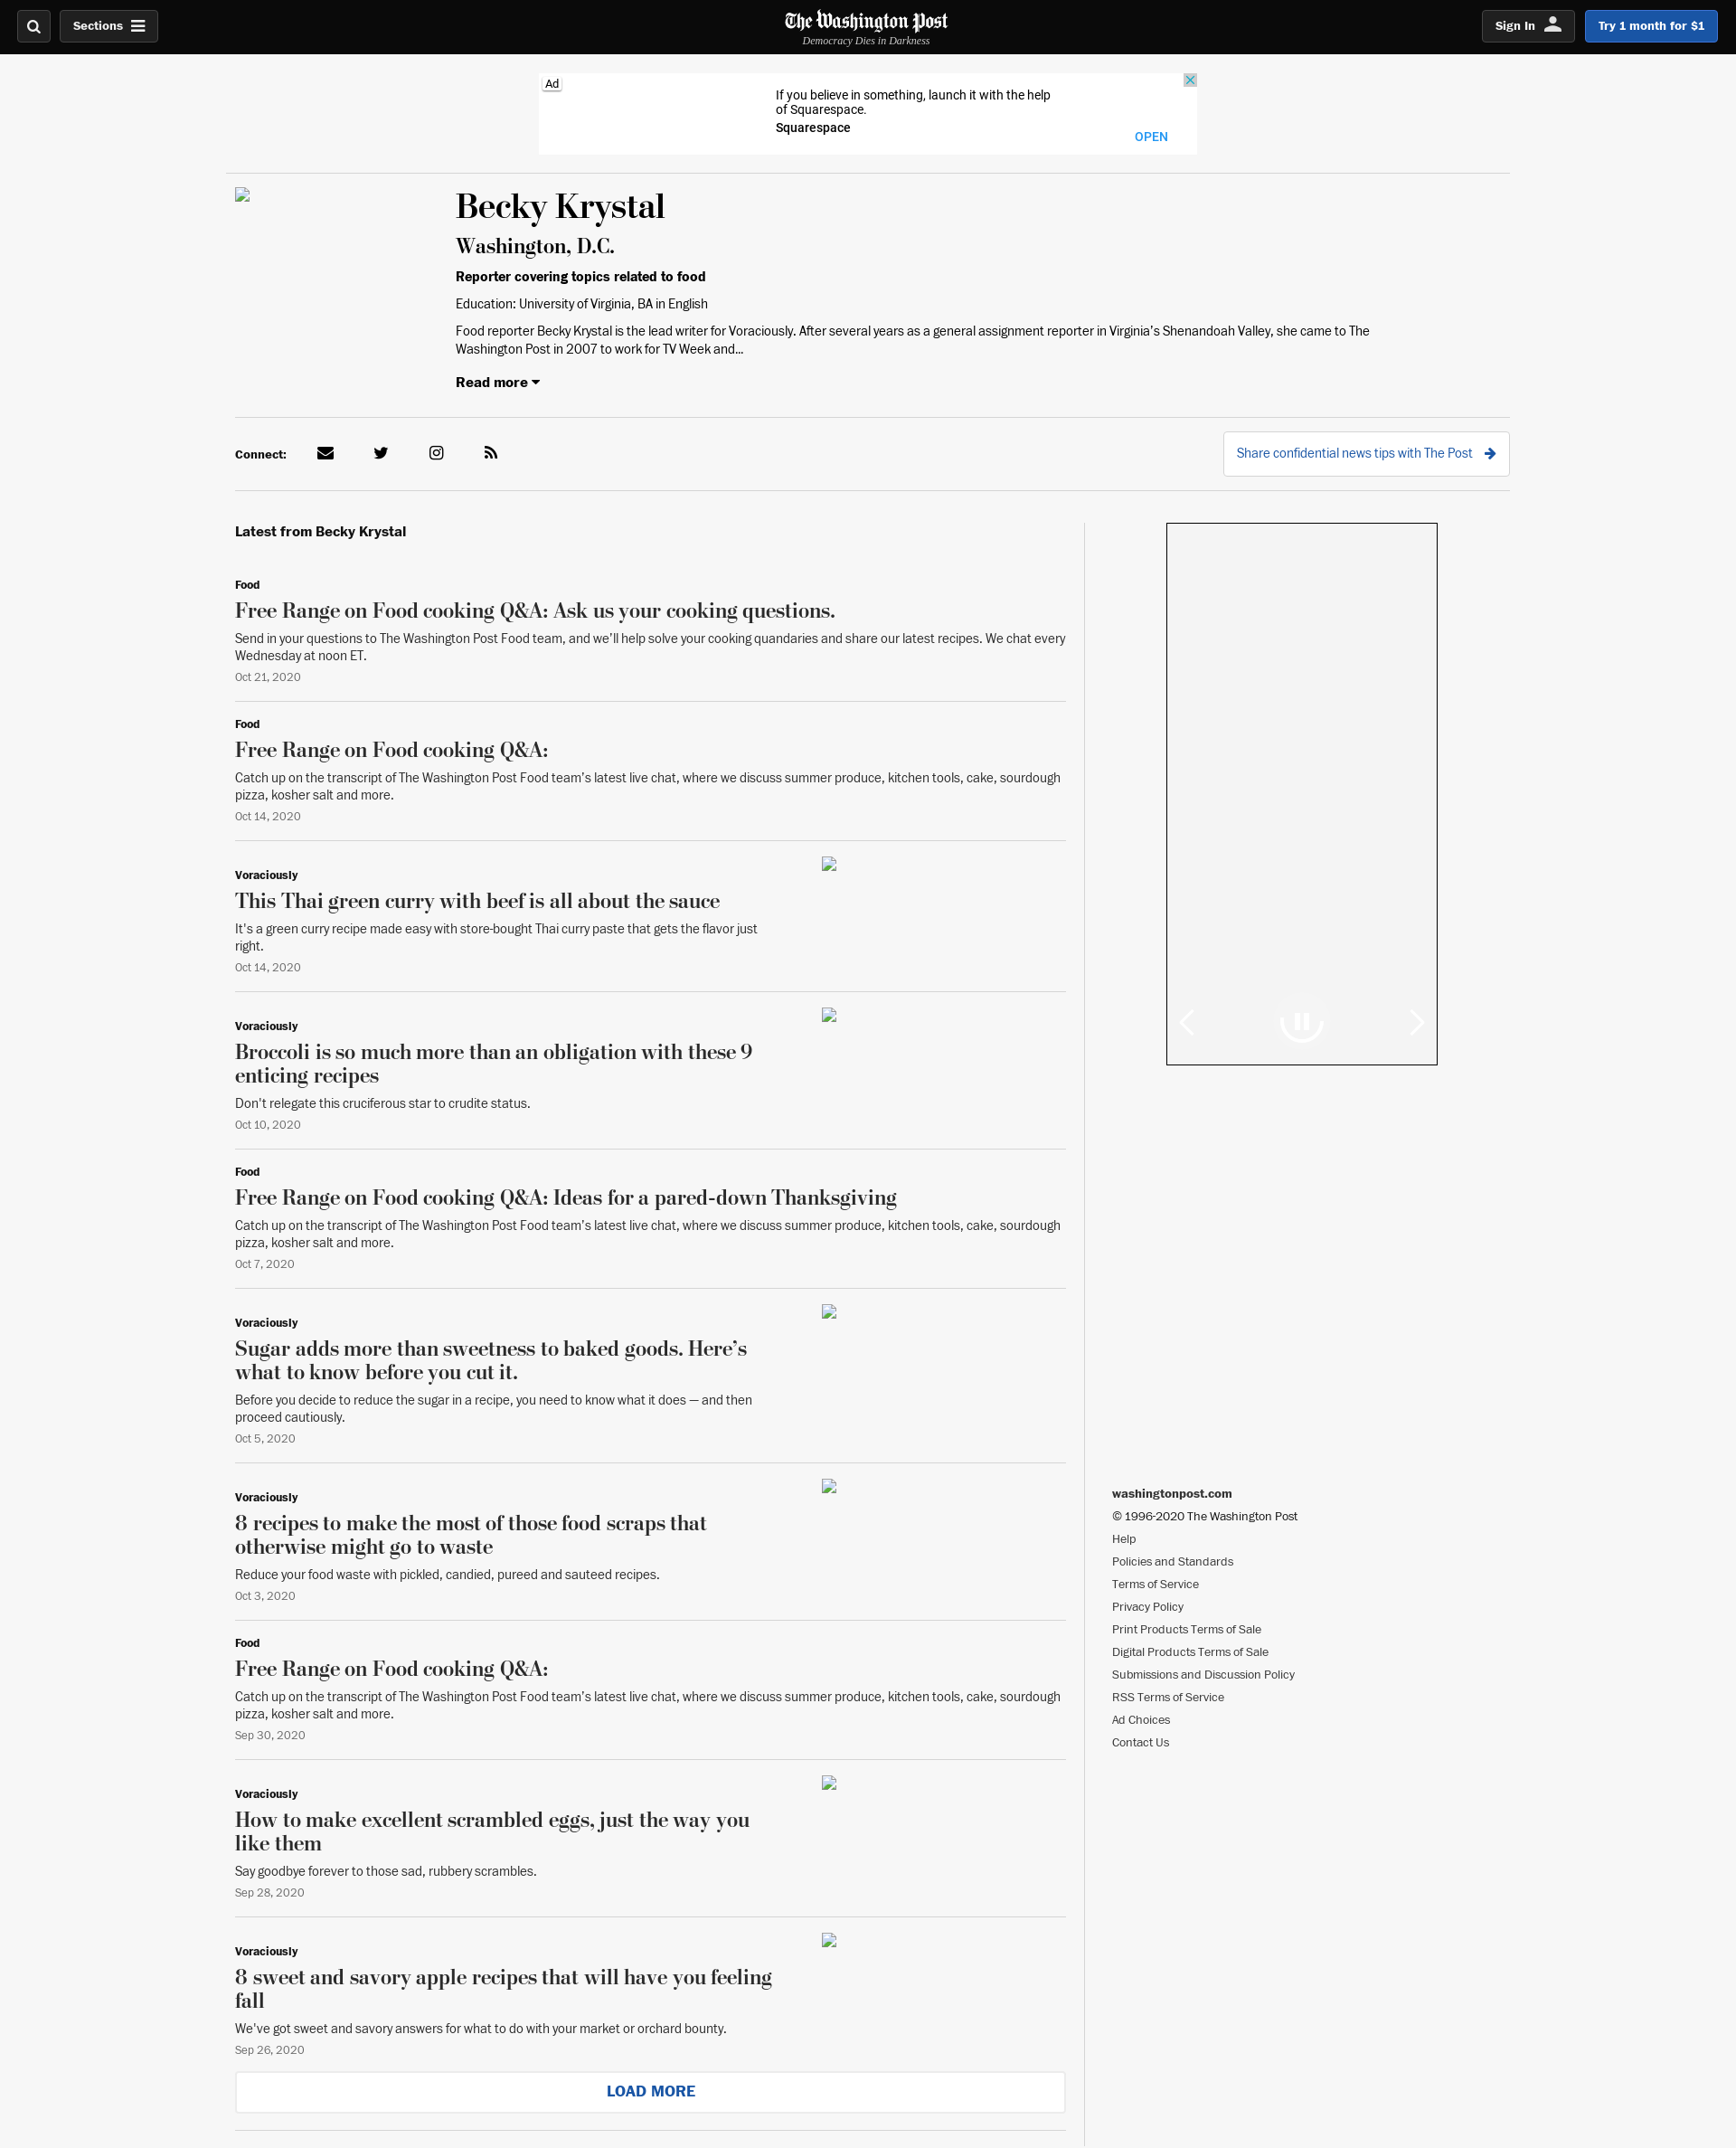 Sections
The Washington Post
Democracy Dies in Darkness
Sign In
Try 1 month for $1
Ad
If you believe in something, launch it with the help
of Squarespace.
Squarespace
OPEN
Becky Krystal
Washington, D.C.
Reporter covering topics related to food
Education: University of Virginia, BA in English
Food reporter Becky Krystal is the lead writer for Voraciously. After several years as a general assignment reporter in Virginia's Shenandoah Valley, she came to The
Washington Post in 2007 to work for TV Week and...
Read more
Connect:
Share confidential news tips with The Post
Latest from Becky Krystal
Food
Free Range on Food cooking Q&A: Ask us your cooking questions.
Send in your questions to The Washington Post Food team, and we'll help solve your cooking quandaries and share our latest recipes. We chat every
Wednesday at noon ET.
Oct 21, 2020
Food
Free Range on Food cooking Q&A:
Catch up on the transcript of The Washington Post Food team's latest live chat, where we discuss summer produce, kitchen tools, cake, sourdough
pizza, kosher salt and more.
Oct 14, 2020
Voraciously
This Thai green curry with beef is all about the sauce
It's a green curry recipe made easy with store-bought Thai curry paste that gets the flavor just
right.
Oct 14, 2020
Voraciously
Broccoli is so much more than an obligation with these 9
enticing recipes
Don't relegate this cruciferous star to crudite status.
Oct 10, 2020
Food
Free Range on Food cooking Q&A: Ideas for a pared-down Thanksgiving
Catch up on the transcript of The Washington Post Food team's latest live chat, where we discuss summer produce, kitchen tools, cake, sourdough
pizza, kosher salt and more.
Oct 7, 2020
Voraciously
Sugar adds more than sweetness to baked goods. Here's
what to know before you cut it.
Before you decide to reduce the sugar in a recipe, you need to know what it does — and then
proceed cautiously.
Oct 5, 2020
Voraciously
8 recipes to make the most of those food scraps that
otherwise might go to waste
Reduce your food waste with pickled, candied, pureed and sauteed recipes.
Oct 3, 2020
Food
Free Range on Food cooking Q&A:
Catch up on the transcript of The Washington Post Food team's latest live chat, where we discuss summer produce, kitchen tools, cake, sourdough
pizza, kosher salt and more.
Sep 30, 2020
Voraciously
How to make excellent scrambled eggs, just the way you
like them
Say goodbye forever to those sad, rubbery scrambles.
Sep 28, 2020
Voraciously
8 sweet and savory apple recipes that will have you feeling
fall
We've got sweet and savory answers for what to do with your market or orchard bounty.
Sep 26, 2020
LOAD MORE
washingtonpost.com
© 1996-2020 The Washington Post
Help
Policies and Standards
Terms of Service
Privacy Policy
Print Products Terms of Sale
Digital Products Terms of Sale
Submissions and Discussion Policy
RSS Terms of Service
Ad Choices
Contact Us